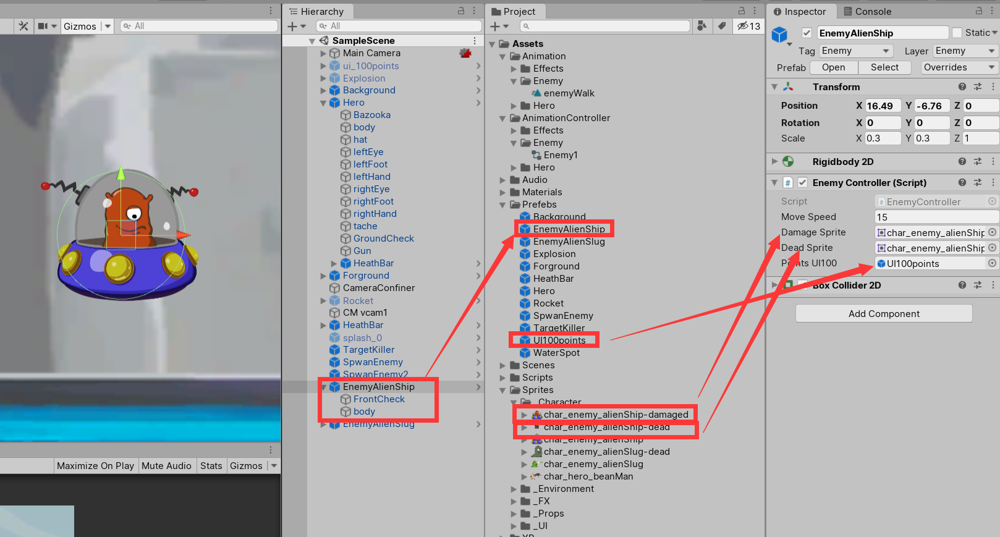 Gizmos
All
Hierarchy
All
SampleScene
Main Camera
ui_100points
Explosion
Background
Hero
Bazooka
body
hat
leftEye
leftFoot
leftHand
rightEye
rightFoot
rightHand
tache
GroundCheck
Gun
HeathBar
Forground
CameraConfiner
Rocket
CM vcam1
HeathBar
splash_0
TargetKiller
SpwanEnemy
SpwanEnemy2
EnemyAlienShip
FrontCheck
body
EnemyAlienSlug
Maximize On Play
Mute Audio
Stats
Gizmos
Project
13
Assets
Animation
Effects
Enemy
enemyWalk
Hero
AnimationController
Effects
Enemy
Enemy1
Hero
Audio
Materials
Prefebs
Background
EnemyAlienShip
EnemyAlienSlug
Explosion
Forground
HeathBar
Hero
Rocket
SpwanEnemy
TargetKiller
UI100points
WaterSpot
Scenes
Scripts
Sprites
_Character
char_enemy_alienShip-damaged
char_enemy_alienShip-dead
char_enemy_alienShip
char_enemy_alienSlug-dead
char_enemy_alienSlug
char_hero_beanMan
_Environment
_FX
_Props
_UI
Inspector
Console
EnemyAlienShip
Static
Tag Enemy Layer Enemy
Prefab Open Select Overrides
Transform
Position X 16.49 Y -6.76 Z 0
Rotation X 0 Y 0 Z 0
Scale X 0.3 Y 0.3 Z 1
Rigidbody 2D
Enemy Controller (Script)
Script EnemyController
Move Speed 15
Damage Sprite char_enemy_alienShip
Dead Sprite char_enemy_alienShip
Points UI100 UI100points
Box Collider 2D
Add Component